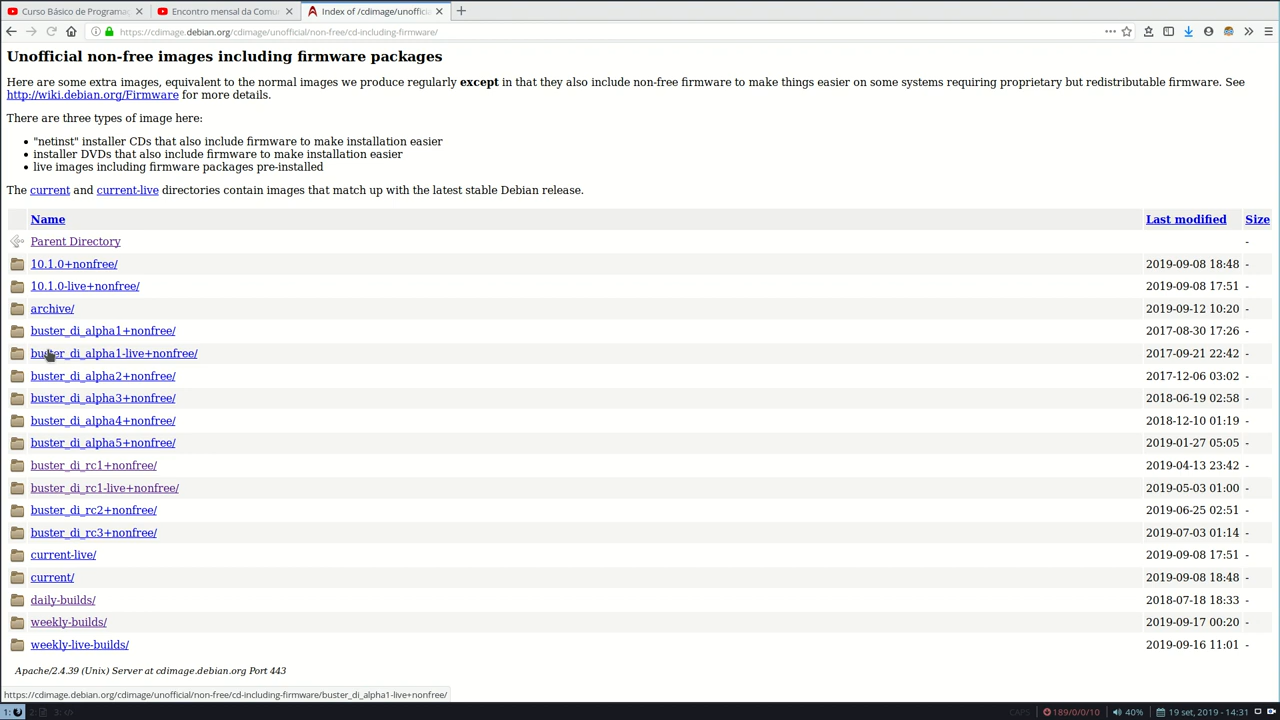 Curso Básico de Programaç
Encontro mensal da Comu
Index of /cdimage/unoffici
https://cdimage.debian.org/cdimage/unofficial/non-free/cd-including-firmware/
Unofficial non-free images including firmware packages
Here are some extra images, equivalent to the normal images we produce regularly except in that they also include non-free firmware to make things easier on some systems requiring proprietary but redistributable firmware. See
http://wiki.debian.org/Firmware for more details.
There are three types of image here:
• "netinst" installer CDs that also include firmware to make installation easier
• installer DVDs that also include firmware to make installation easier
• live images including firmware packages pre-installed
The current and current-live directories contain images that match up with the latest stable Debian release.
Name Last modified Size
Parent Directory -
10.1.0+nonfree/ 2019-09-08 18:48 -
10.1.0-live+nonfree/ 2019-09-08 17:51 -
archive/ 2019-09-12 10:20 -
buster_di_alpha1+nonfree/ 2017-08-30 17:26 -
buster_di_alpha1-live+nonfree/ 2017-09-21 22:42 -
buster_di_alpha2+nonfree/ 2017-12-06 03:02 -
buster_di_alpha3+nonfree/ 2018-06-19 02:58 -
buster_di_alpha4+nonfree/ 2018-12-10 01:19 -
buster_di_alpha5+nonfree/ 2019-01-27 05:05 -
buster_di_rc1+nonfree/ 2019-04-13 23:42 -
buster_di_rc1-live+nonfree/ 2019-05-03 01:00 -
buster_di_rc2+nonfree/ 2019-06-25 02:51 -
buster_di_rc3+nonfree/ 2019-07-03 01:14 -
current-live/ 2019-09-08 17:51 -
current/ 2019-09-08 18:48 -
daily-builds/ 2018-07-18 18:33 -
weekly-builds/ 2019-09-17 00:20 -
weekly-live-builds/ 2019-09-16 11:01 -
Apache/2.4.39 (Unix) Server at cdimage.debian.org Port 443
https://cdimage.debian.org/cdimage/unofficial/non-free/cd-including-firmware/buster_di_alpha1-live+nonfree/
1: 2: 3: CAPS 189/0/0/10 40% 19 set, 2019 - 14:31